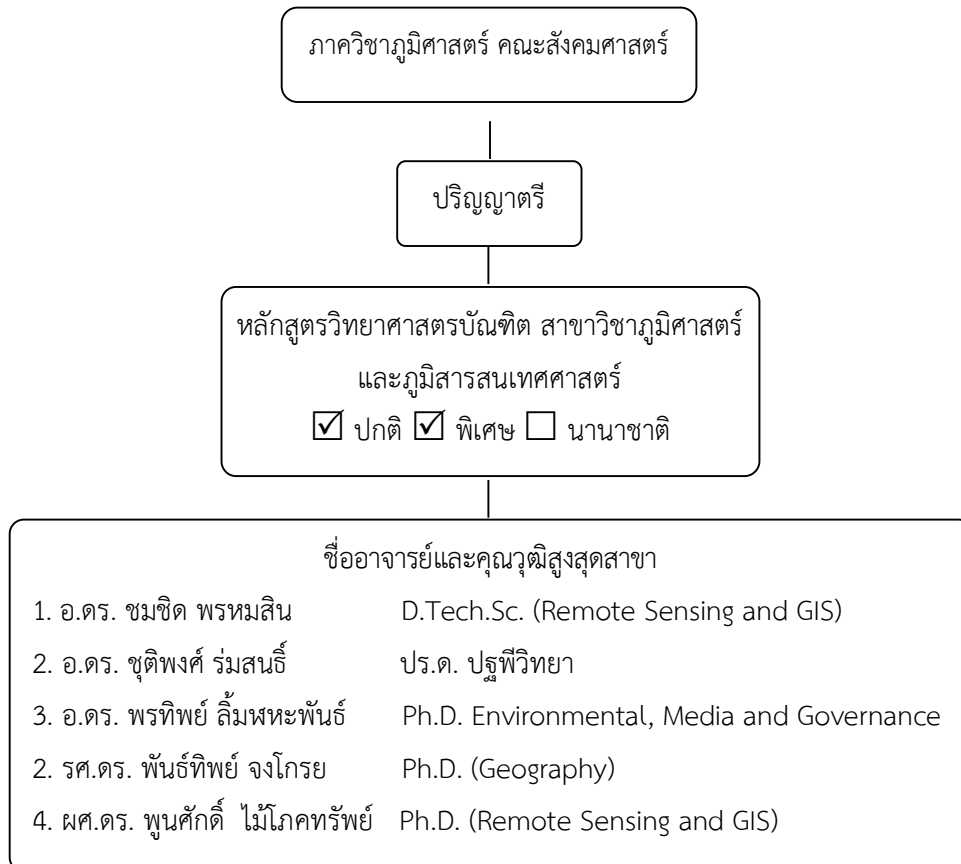 ภาควิชาภูมิศาสตร์ คณะสังคมศาสตร์
ปริญญาตรี
หลักสูตรวิทยาศาสตรบัณฑิต สาขาวิชาภูมิศาสตร์
และภูมิสารสนเทศศาสตร์
☑ ปกติ ☑ พิเศษ ☐ นานาชาติ
ชื่ออาจารย์และคุณวุฒิสูงสุดสาขา
1. อ.ดร. ชมชิด พรหมสิน D.Tech.Sc. (Remote Sensing and GIS)
2. อ.ดร. ชุติพงศ์ ร่มสนธิ์ ปร.ด. ปฐพีวิทยา
3. อ.ดร. พรทิพย์ ลิ้มหหะพันธ์ Ph.D. Environmental, Media and Governance
2. รศ.ดร. พันธ์ทิพย์ จงโกรย Ph.D. (Geography)
4. ผศ.ดร. พูนศักดิ์ ไม้โภคทรัพย์ Ph.D. (Remote Sensing and GIS)